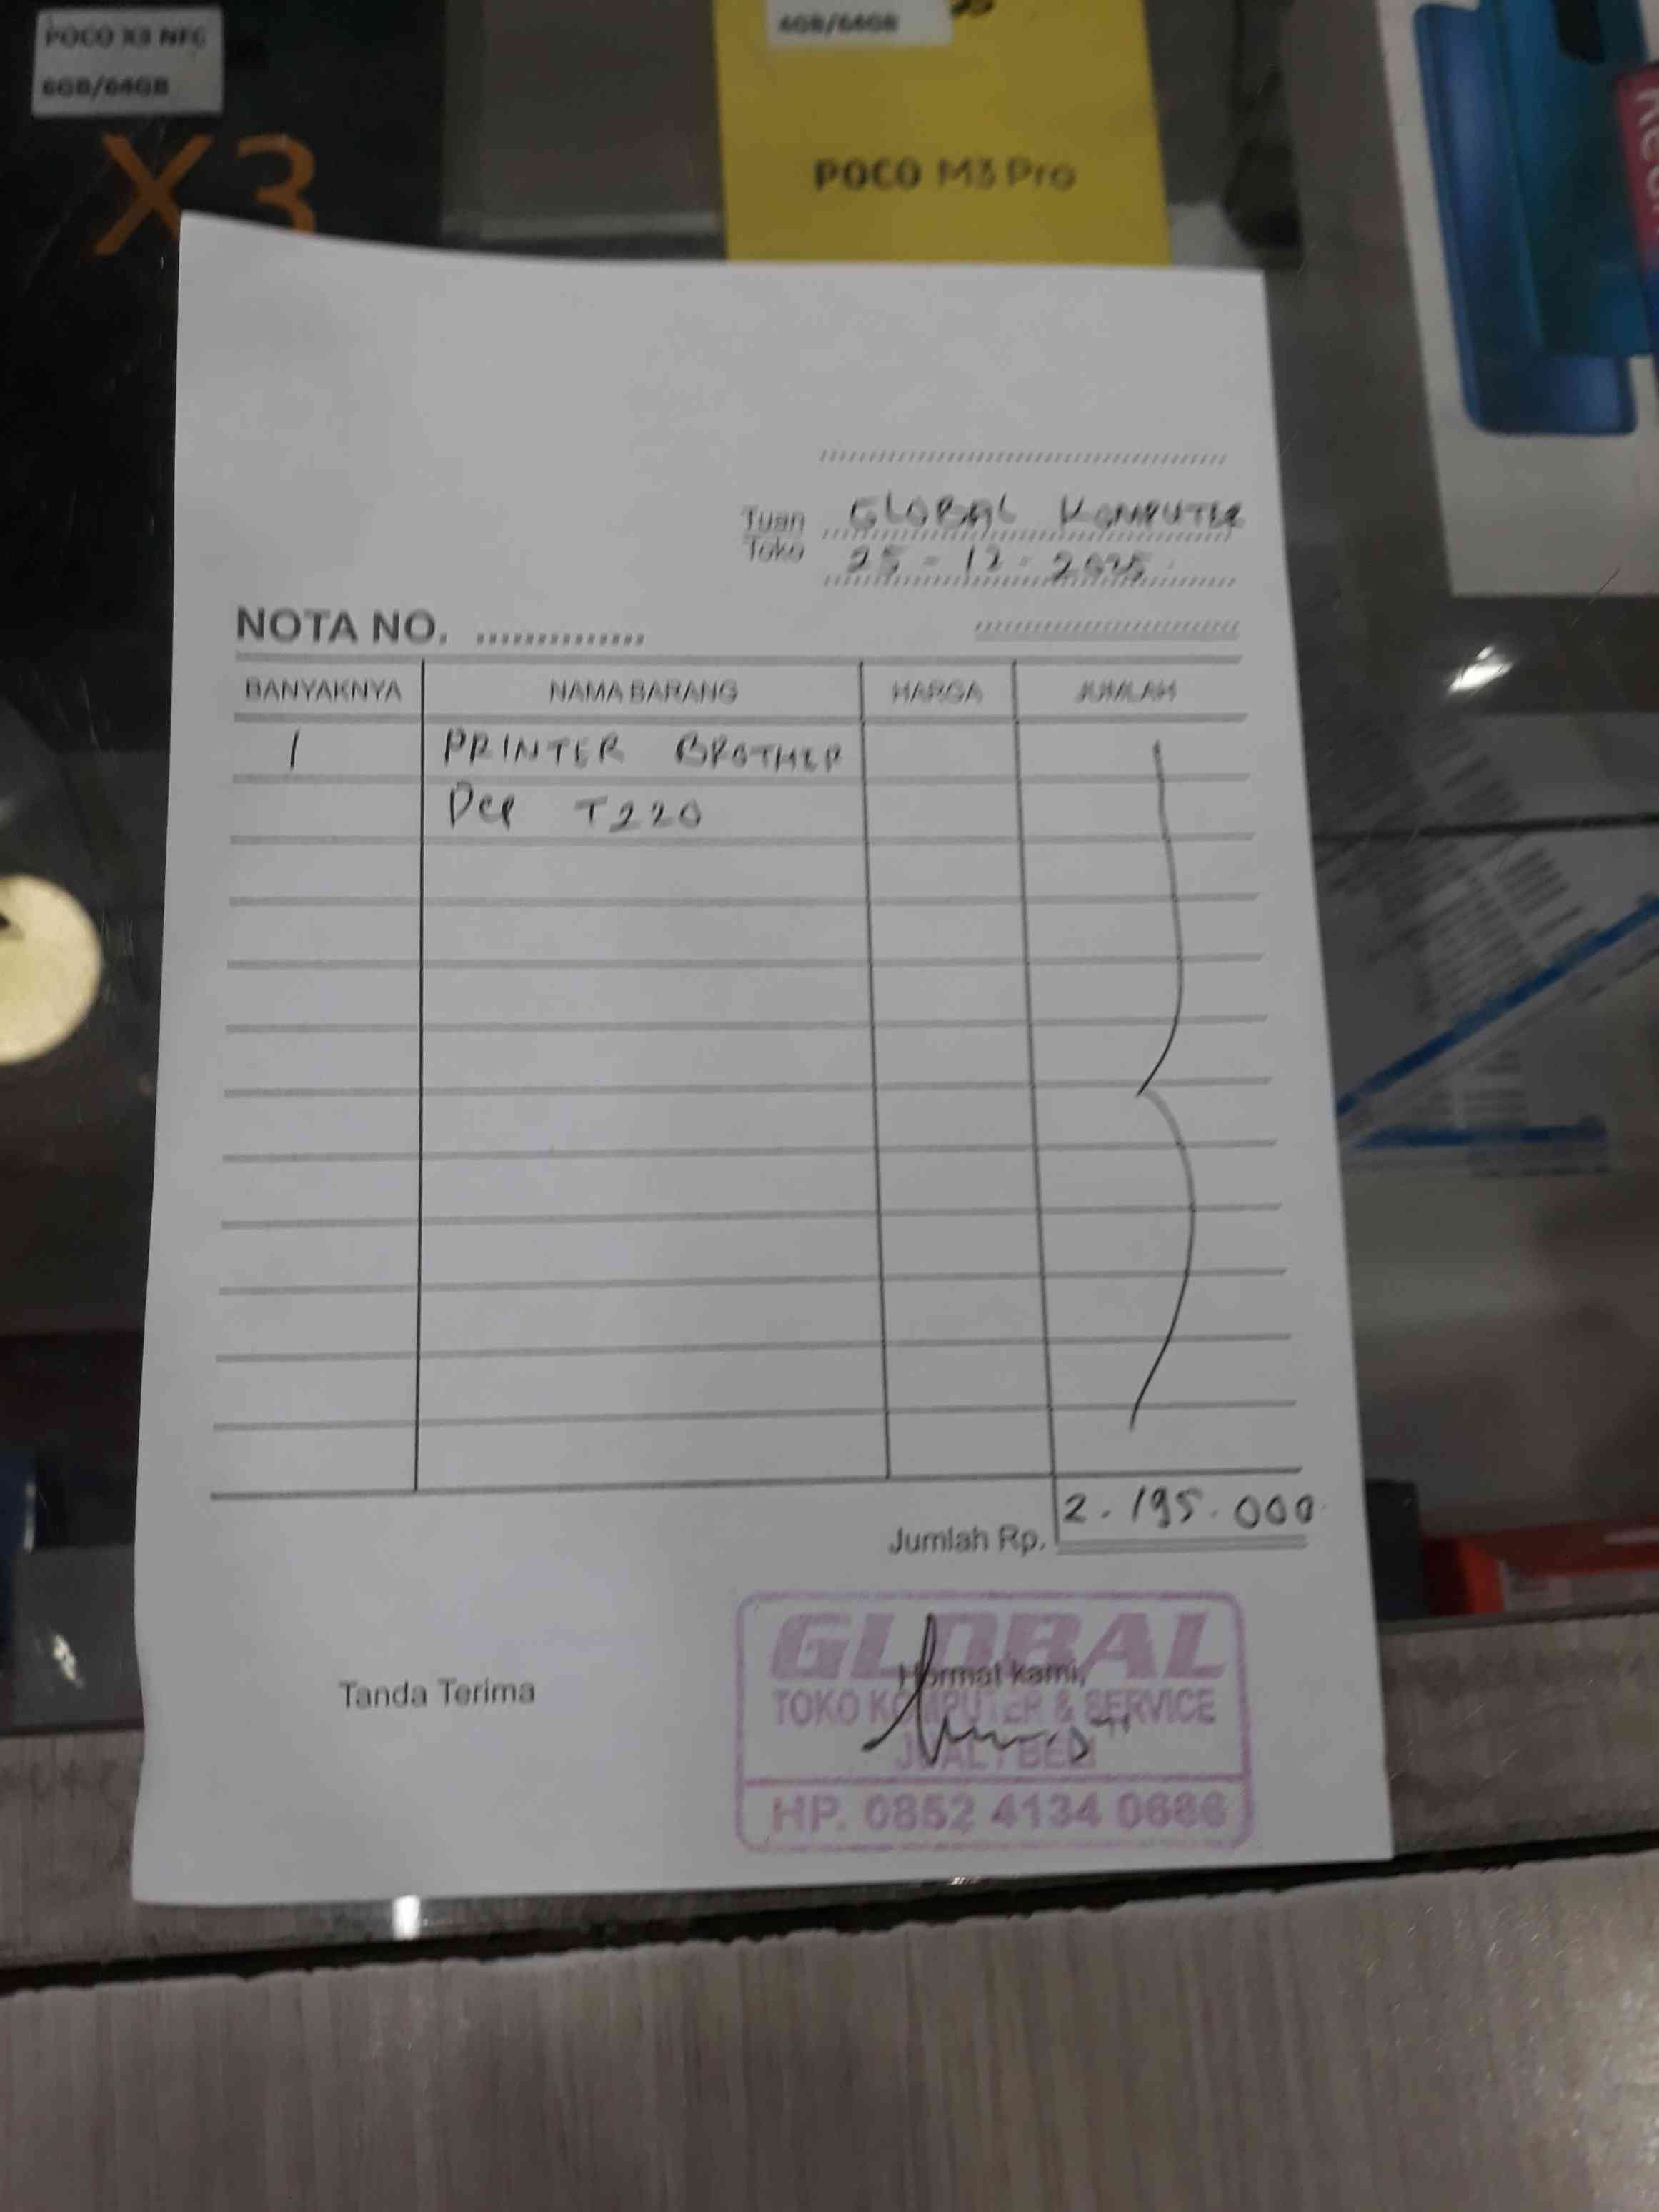 POCO X3 NFC
6GB/64GB
X3
4GB/64GB
POCO M3 Pro
Tuan GLOBAL KOMPUTER
Toko 25 - 12 - 2025
NOTA NO. ...............
BANYAKNYA NAMA BARANG HARGA JUMLAH
1 PRINTER BROTHER
DCP T220
Jumlah Rp. 2.195.000
Tanda Terima
Hormat kami,
GLOBAL
TOKO KOMPUTER & SERVICE
JUAL / BELI
HP. 0852 4134 0686